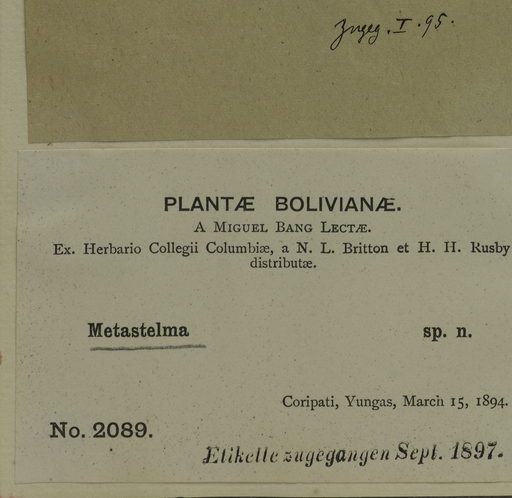 Zugeg. I. 95.
PLANTÆ BOLIVIANÆ.
A MIGUEL BANG LECTÆ.
Ex. Herbario Collegii Columbiæ, a N. L. Britton et H. H. Rusby
distributæ.
Metastelma sp. n.
Coripati, Yungas, March 15, 1894.
No. 2089.
Etikette zugegangen Sept. 1897.